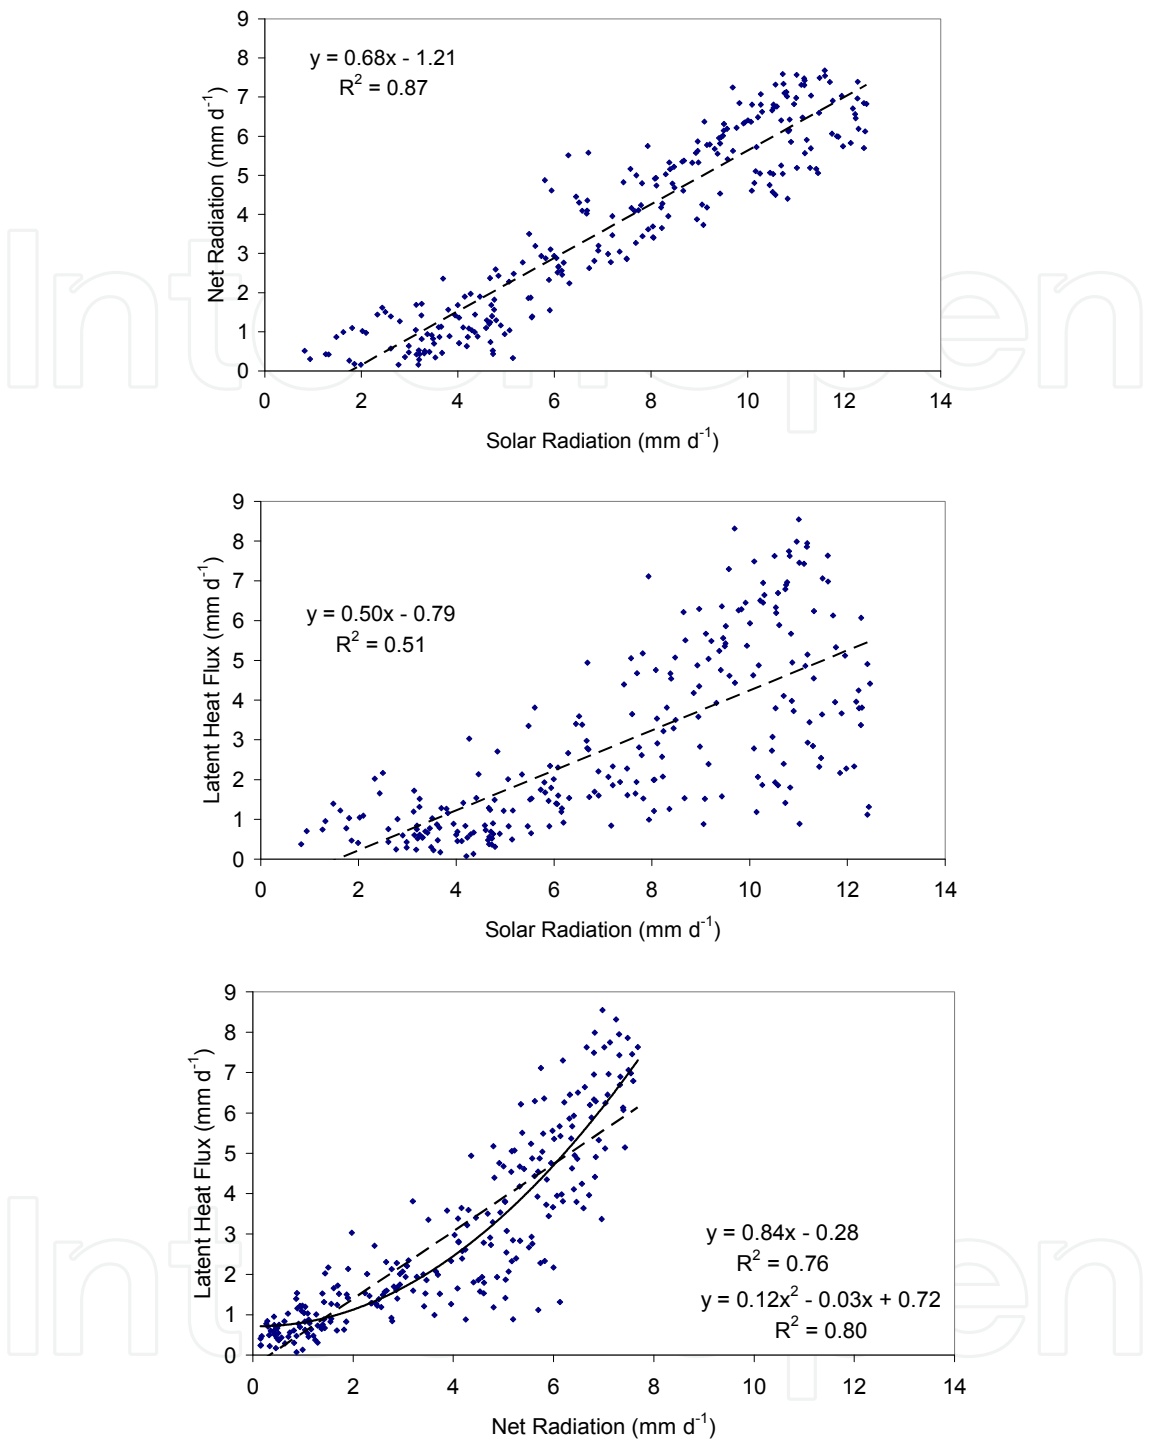 9
8
7
6
5
4
3
2
1
0
Net Radiation (mm d⁻¹)
y = 0.68x - 1.21
R² = 0.87
0 2 4 6 8 10 12 14
Solar Radiation (mm d⁻¹)
9
8
7
6
5
4
3
2
1
0
Latent Heat Flux (mm d⁻¹)
y = 0.50x - 0.79
R² = 0.51
0 2 4 6 8 10 12 14
Solar Radiation (mm d⁻¹)
9
8
7
6
5
4
3
2
1
0
Latent Heat Flux (mm d⁻¹)
y = 0.84x - 0.28
R² = 0.76
y = 0.12x² - 0.03x + 0.72
R² = 0.80
0 2 4 6 8 10 12 14
Net Radiation (mm d⁻¹)